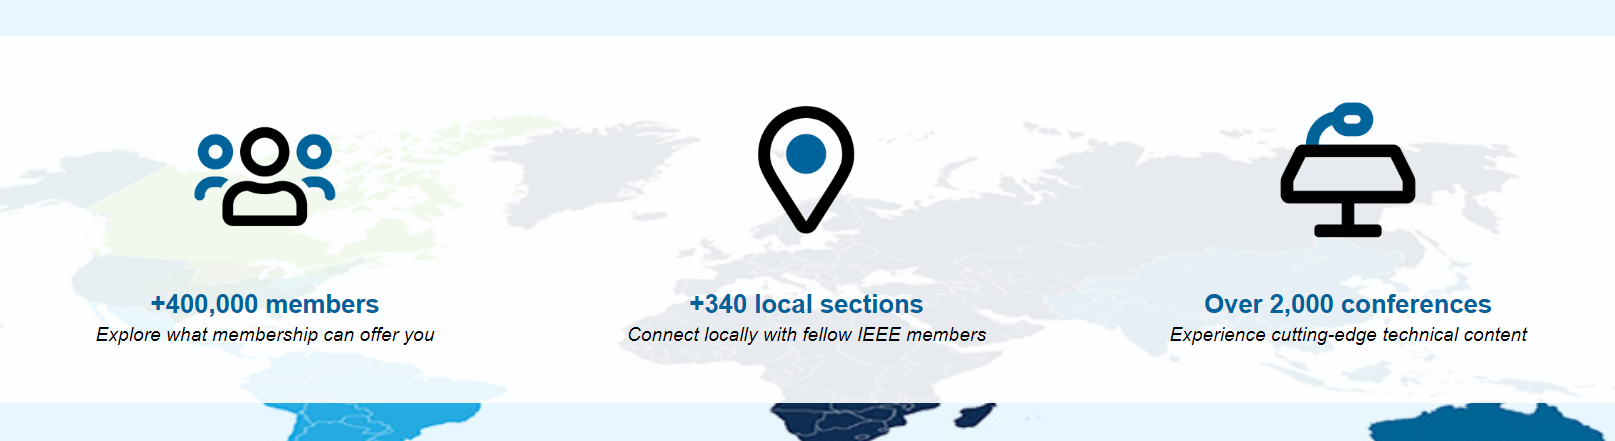 +400,000 members
Explore what membership can offer you
+340 local sections
Connect locally with fellow IEEE members
Over 2,000 conferences
Experience cutting-edge technical content